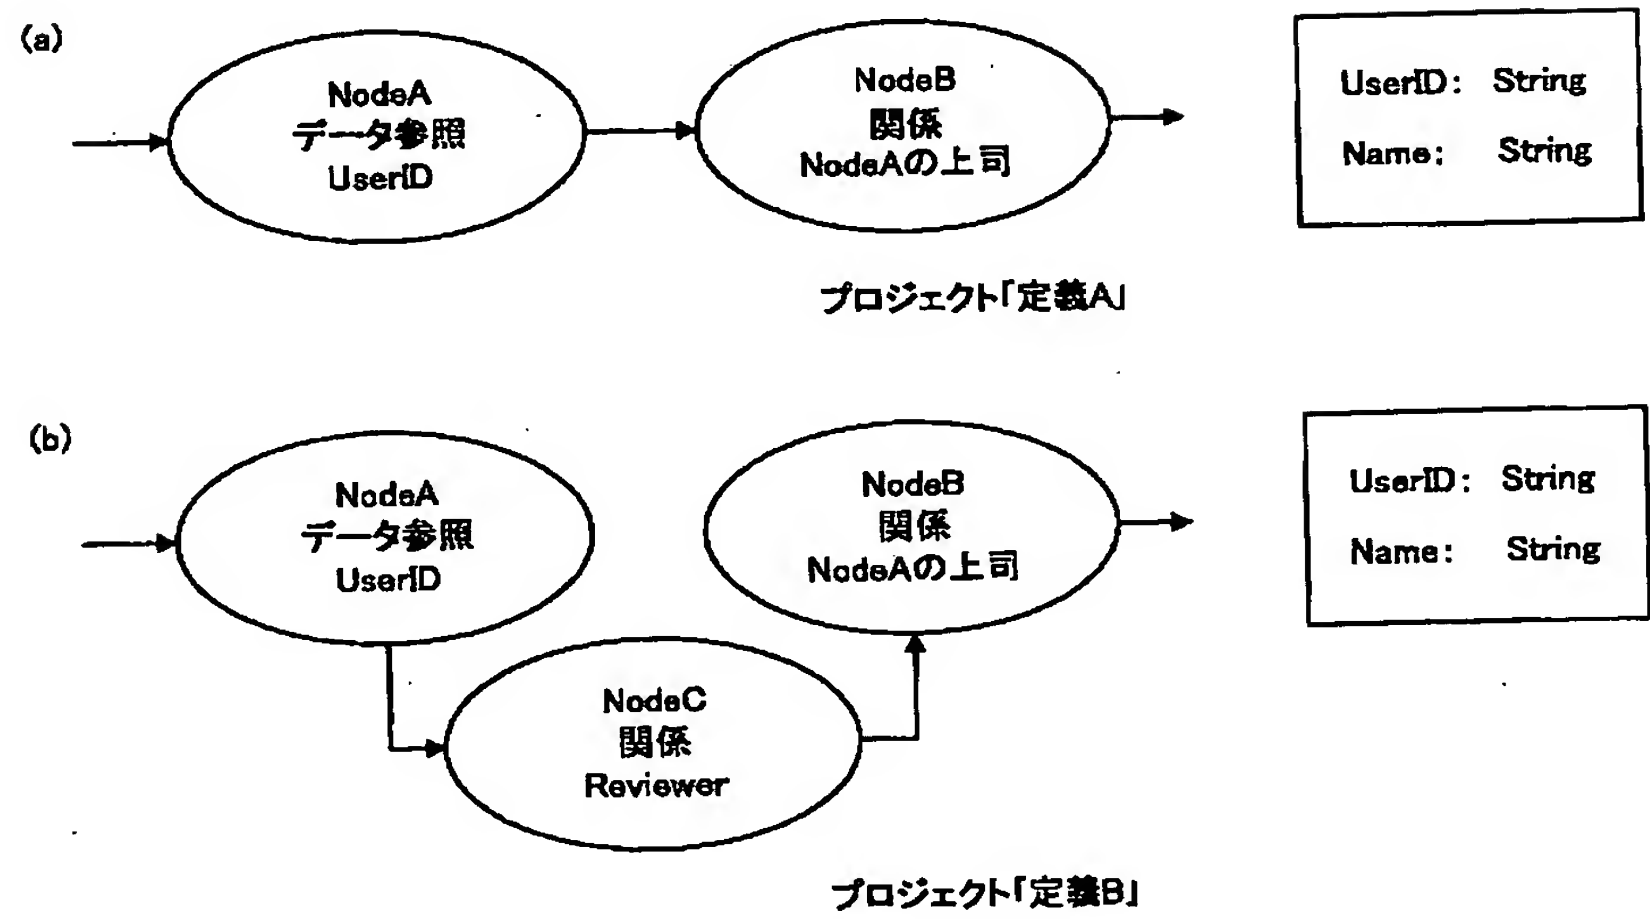 (a)
NodeA
データ参照
UserID
NodeB
関係
NodeAの上司
UserID: String
Name: String
プロジェクト「定義A」
(b)
NodeA
データ参照
UserID
NodeB
関係
NodeAの上司
UserID: String
Name: String
NodeC
関係
Reviewer
プロジェクト「定義B」